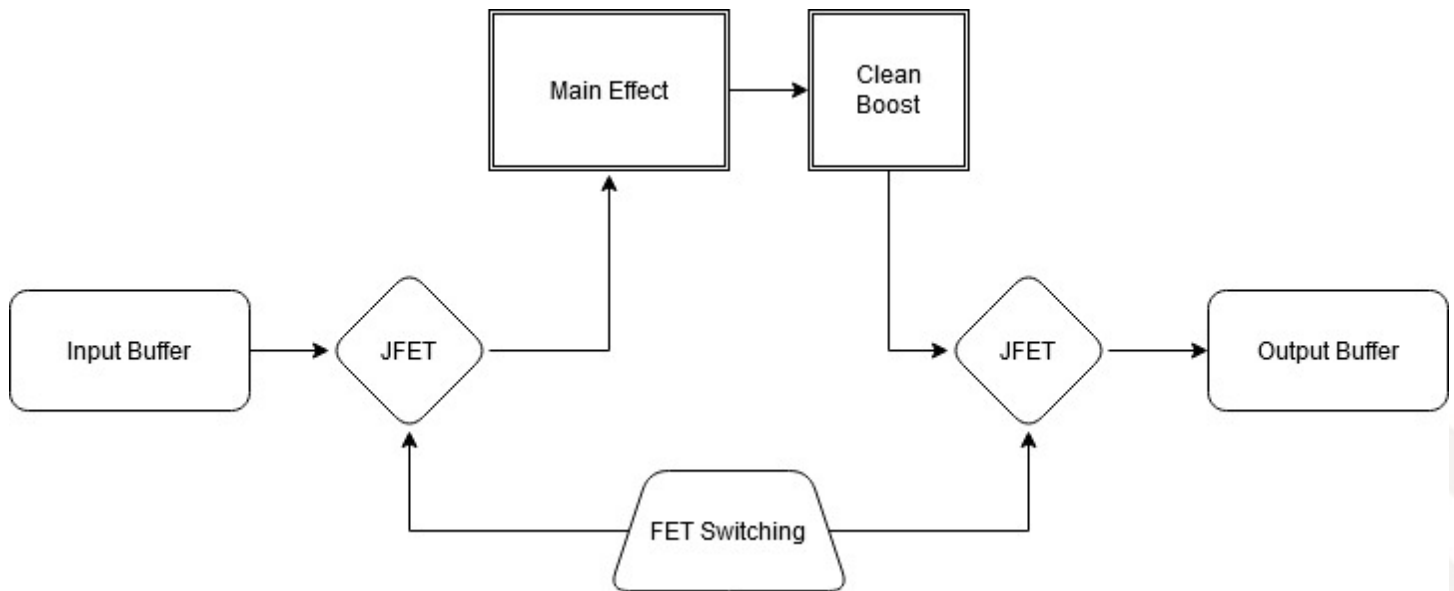 Main Effect
Clean
Boost
Input Buffer
JFET
JFET
Output Buffer
FET Switching